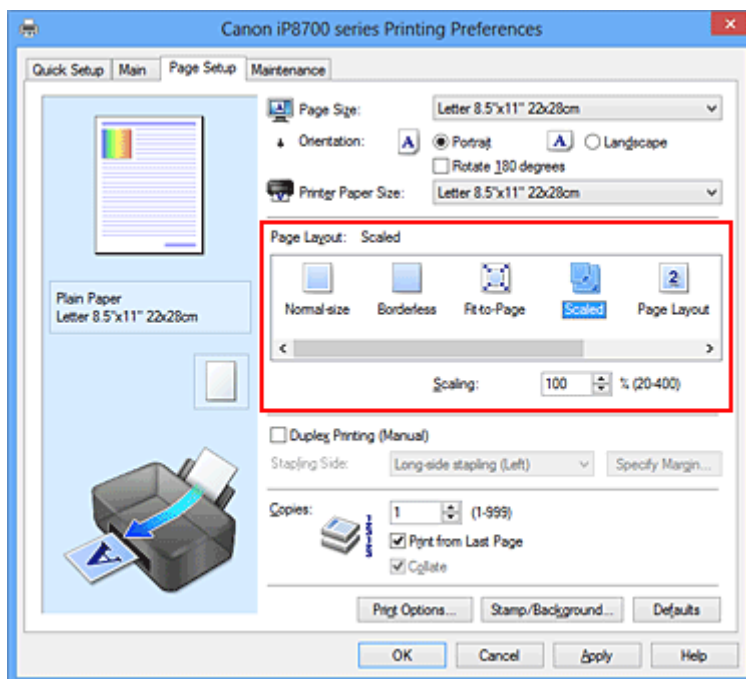 Canon iP8700 series Printing Preferences
Quick Setup Main Page Setup Maintenance
Page Size: Letter 8.5"x11" 22x28cm
Orientation: A Portrait A Landscape
Rotate 180 degrees
Printer Paper Size: Letter 8.5"x11" 22x28cm
Page Layout: Scaled
Normal-size Borderless Fit-to-Page Scaled 2 Page Layout
Plain Paper
Letter 8.5"x11" 22x28cm
Scaling: 100 % (20-400)
Duplex Printing (Manual)
Stapling Side: Long-side stapling (Left) Specify Margin...
Copies: 1 (1-999)
Print from Last Page
Collate
A
Print Options... Stamp/Background... Defaults
OK Cancel Apply Help